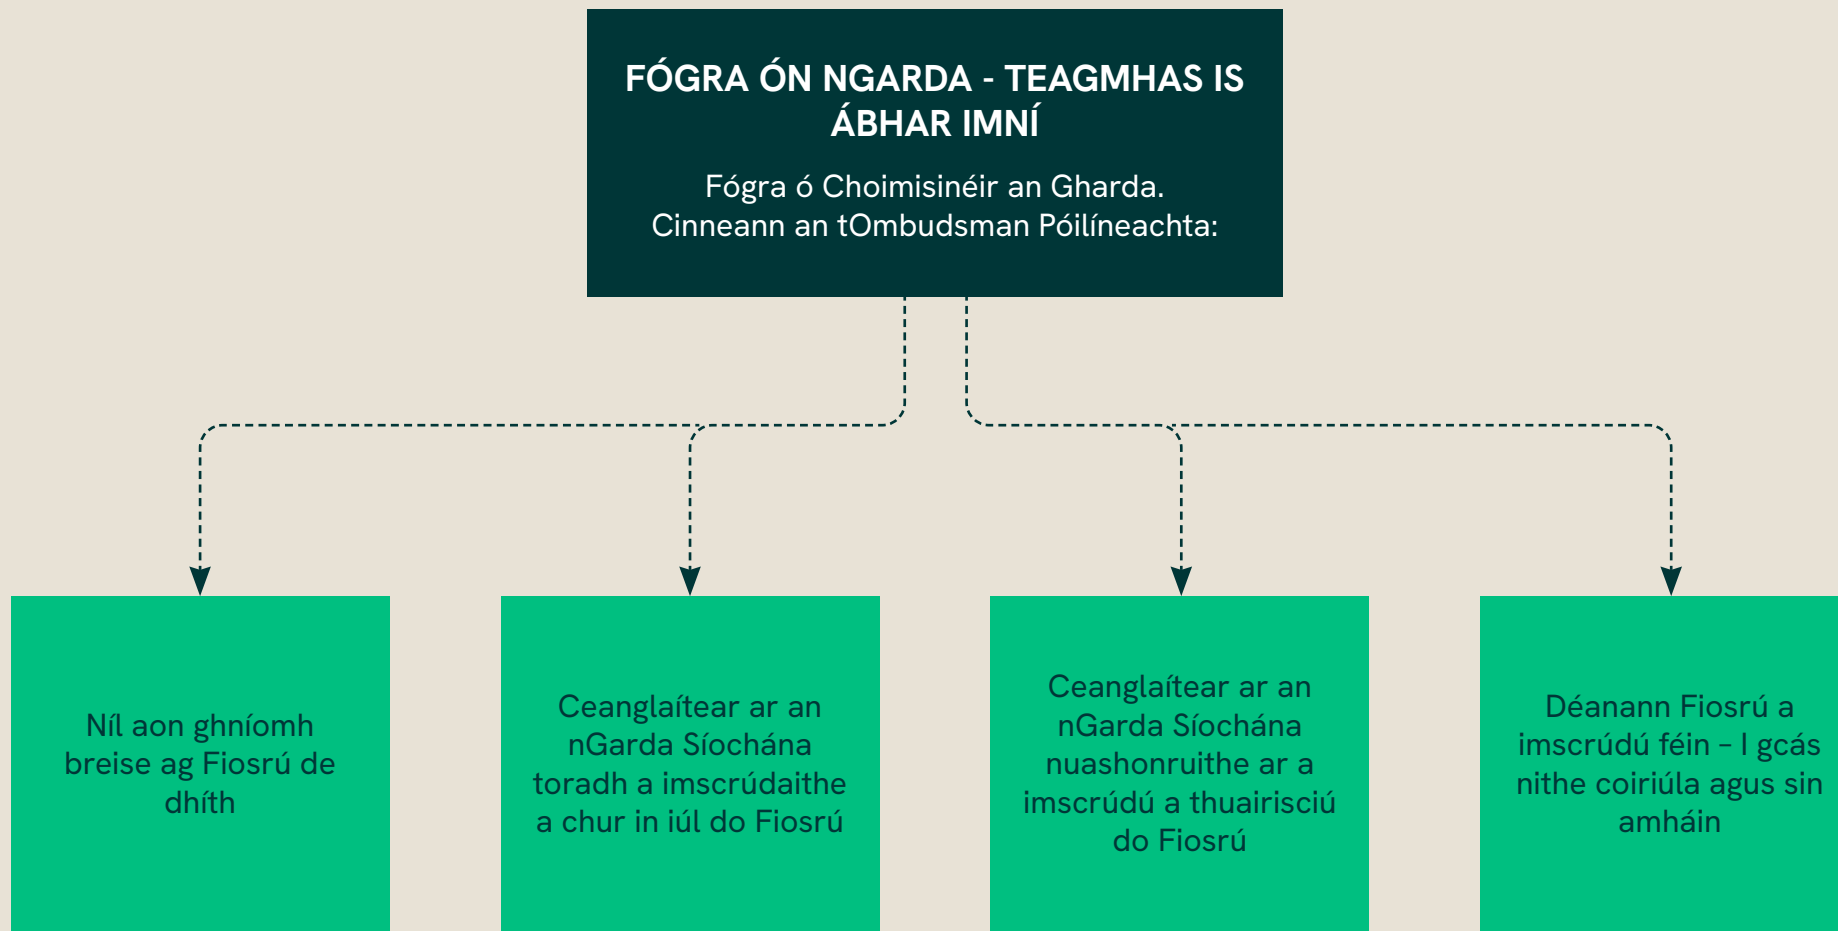 FÓGRA ÓN NGARDA - TEAGMHAS IS
ÁBHAR IMNÍ
Fógra ó Choimisinéir an Gharda.
Cinneann an tOmbudsman Póilíneachta:
Níl aon ghníomh
breise ag Fiosrú de
dhíth
Ceanglaítear ar an
nGarda Síochána
toradh a imscrúdaithe
a chur in iúl do Fiosrú
Ceanglaítear ar an
nGarda Síochána
nuashonruithe ar a
imscrúdú a thuairisciú
do Fiosrú
Déanann Fiosrú a
imscrúdú féin – I gcás
nithe coiriúla agus sin
amháin